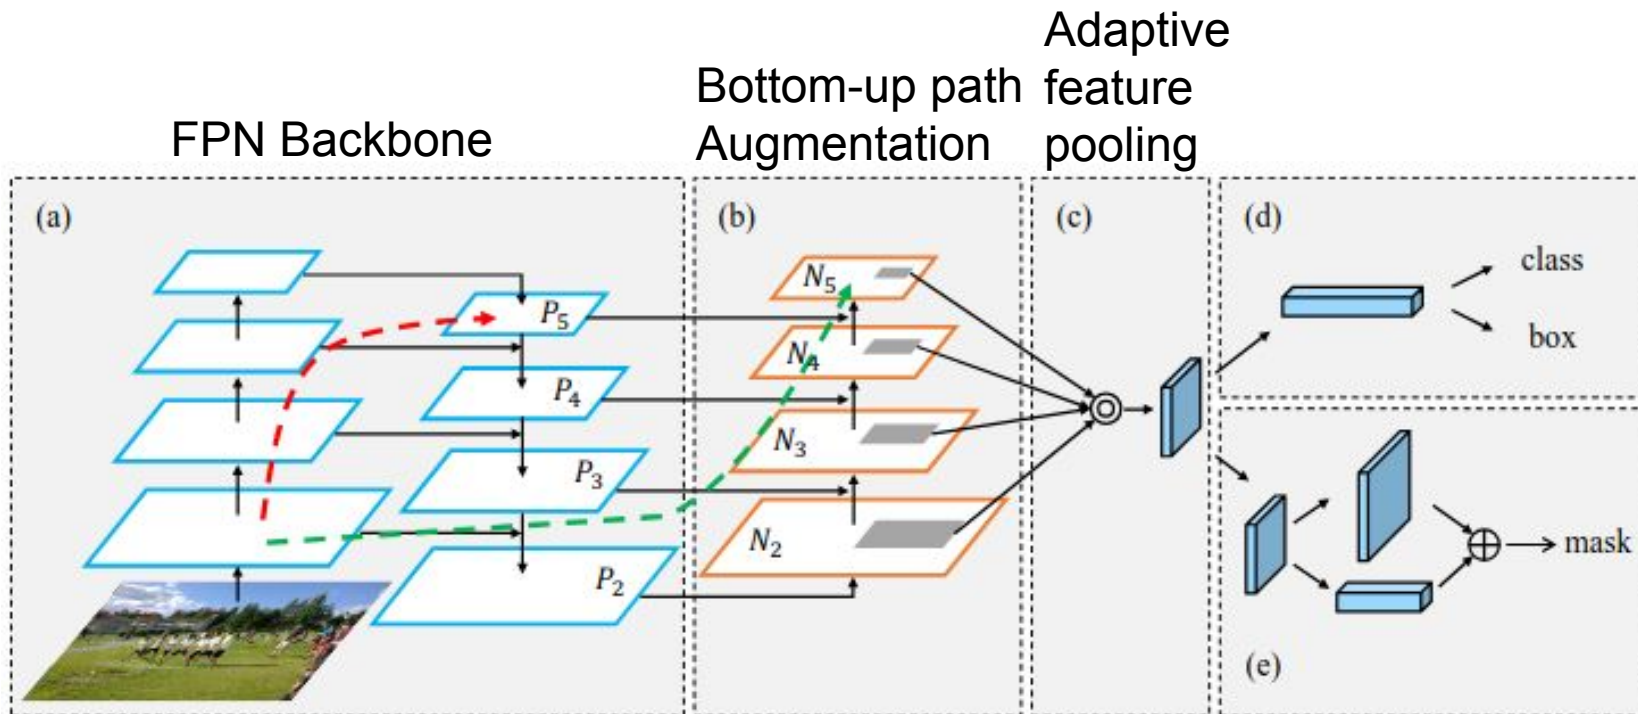 Adaptive
feature
pooling
Bottom-up path
Augmentation
FPN Backbone
(a)
P₅
P₄
P₃
P₂
(b)
N₅
N₄
N₃
N₂
(c)
(d)
class
box
mask
(e)